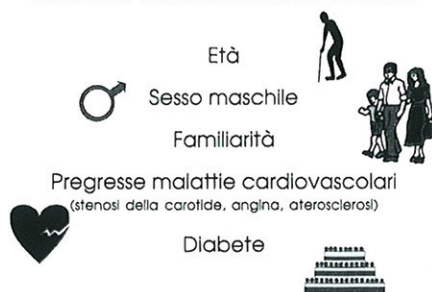 Età
Sesso maschile
Familiarità
Pregresse malattie cardiovascolari
(stenosi della carotide, angina, aterosclerosi)
Diabete